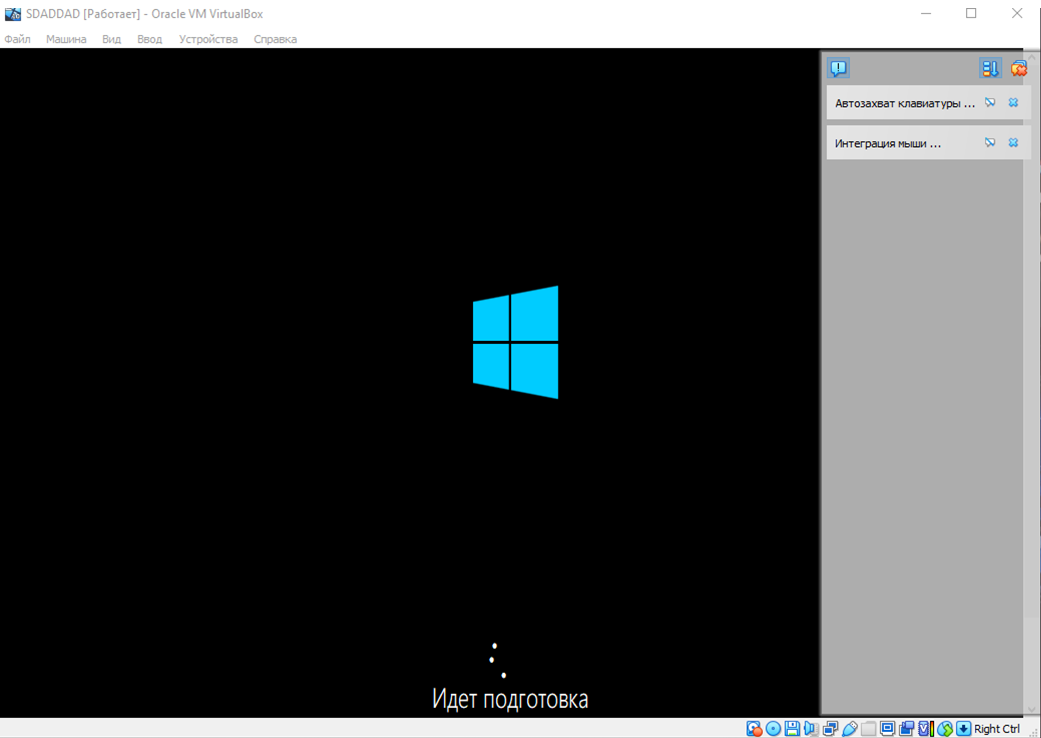 SDADDAD [Работает] - Oracle VM VirtualBox
Файл Машина Вид Ввод Устройства Справка
Автозахват клавиатуры ...
Интеграция мыши ...
Идет подготовка
Right Ctrl